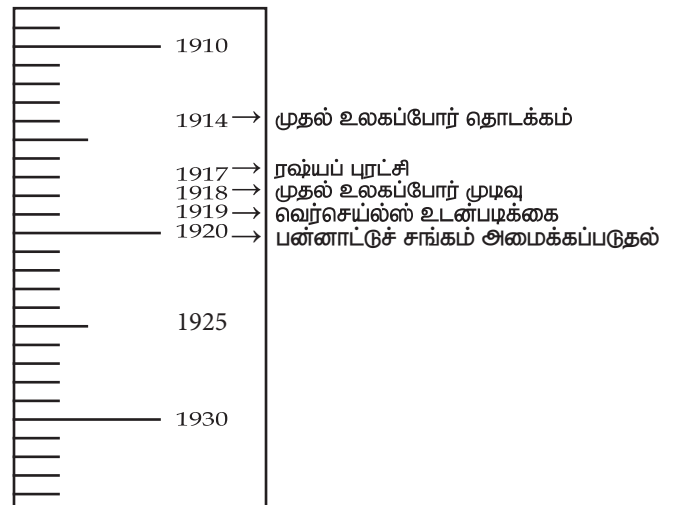 1910
1914 → முதல் உலகப்போர் தொடக்கம்
1917 → ரஷ்யப் புரட்சி
1918 → முதல் உலகப்போர் முடிவு
1919 → வெர்செய்ல்ஸ் உடன்படிக்கை
1920 → பன்னாட்டுச் சங்கம் அமைக்கப்படுதல்
1925
1930